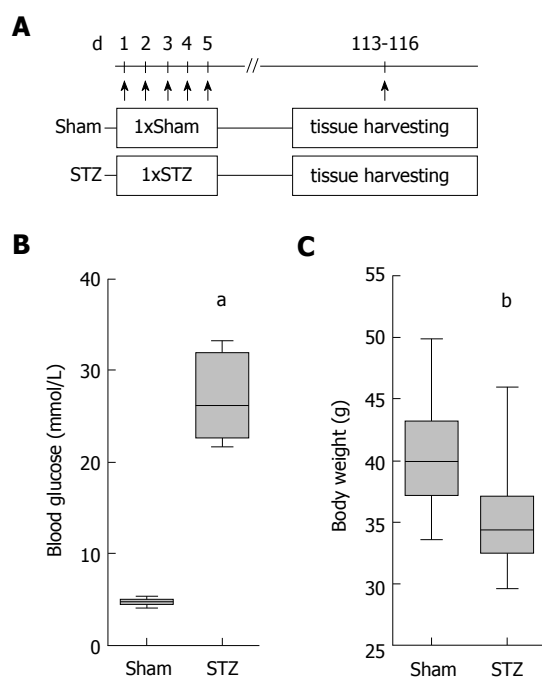 A
d 1 2 3 4 5 113-116
//
Sham 1xSham tissue harvesting
STZ 1xSTZ tissue harvesting
B
Blood glucose (mmol/L)
40
30
20
10
0
a
Sham STZ
C
Body weight (g)
55
50
45
40
35
30
25
b
Sham STZ